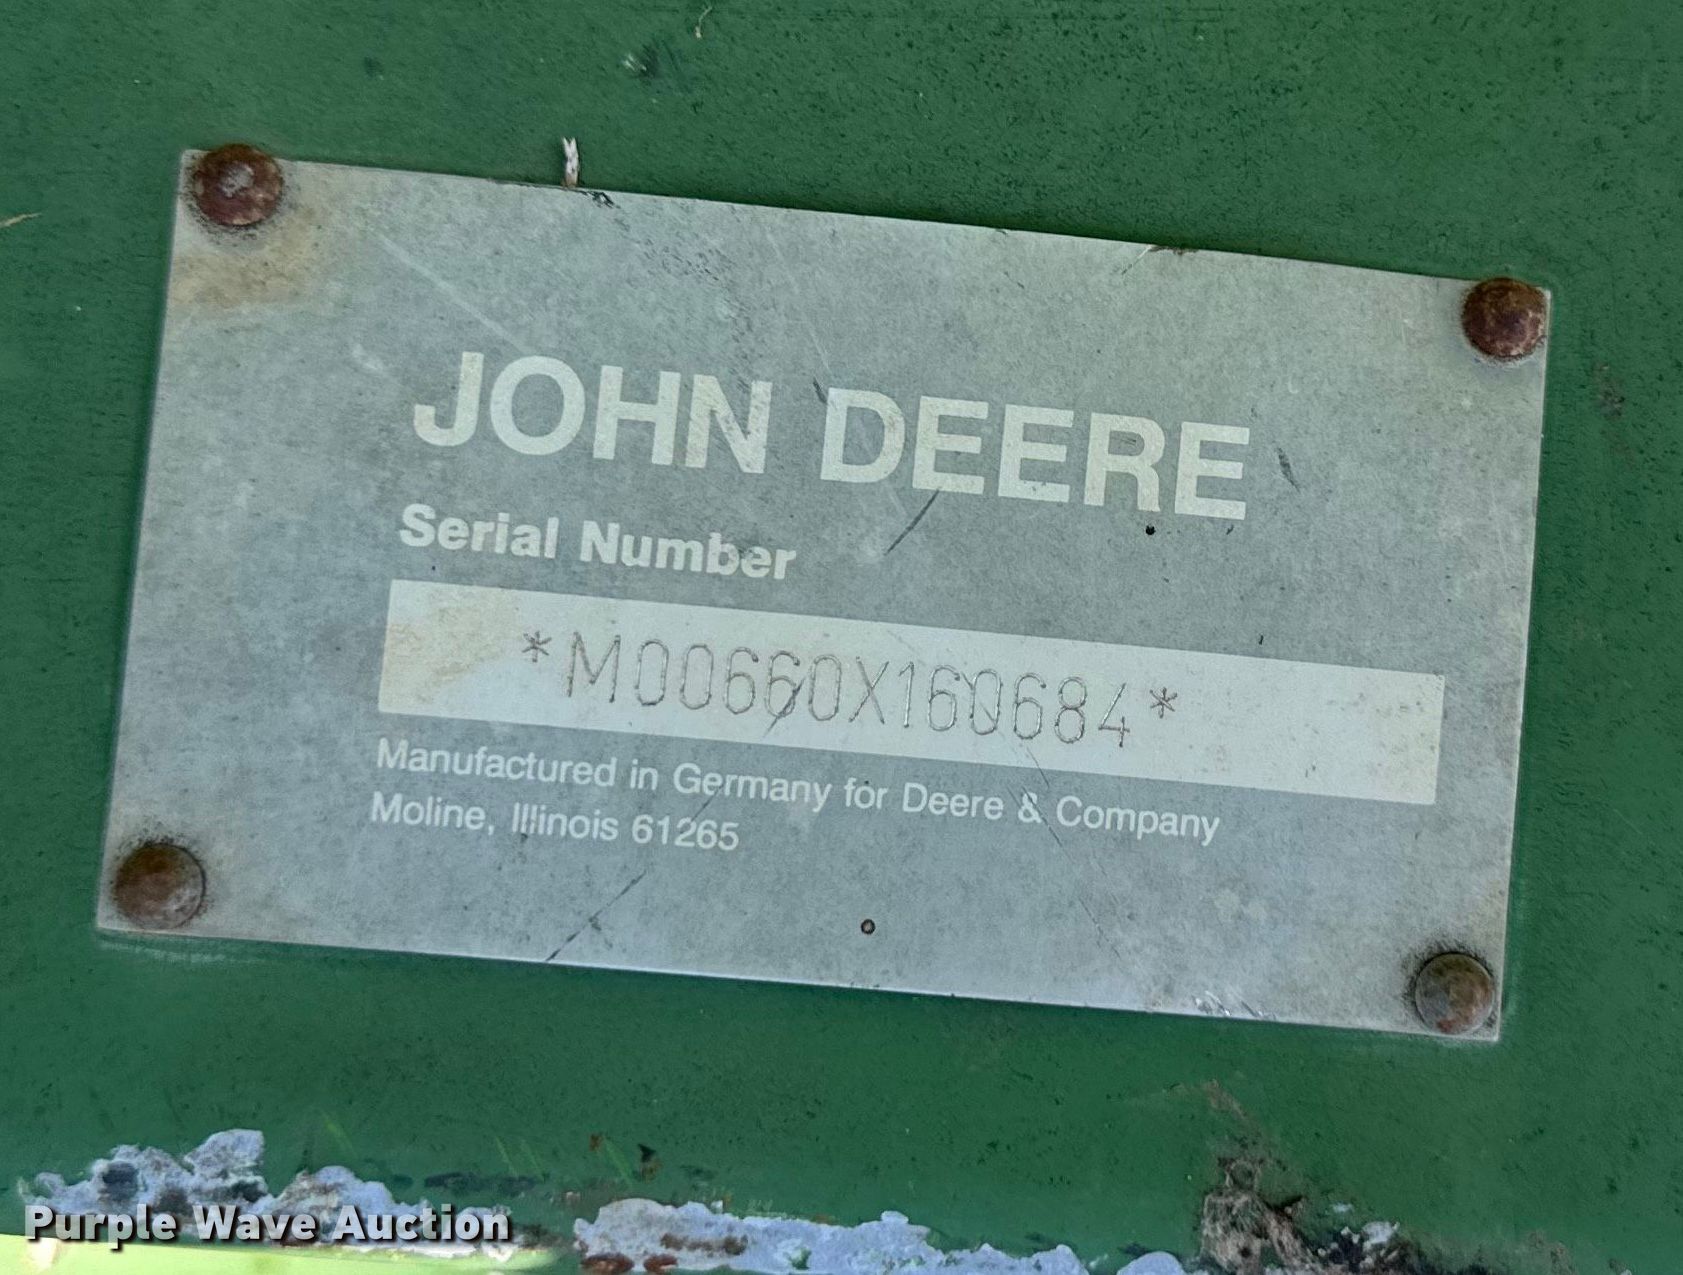 JOHN DEERE
Serial Number
*M00660X160684*
Manufactured in Germany for Deere & Company
Moline, Illinois 61265
Purple Wave Auction